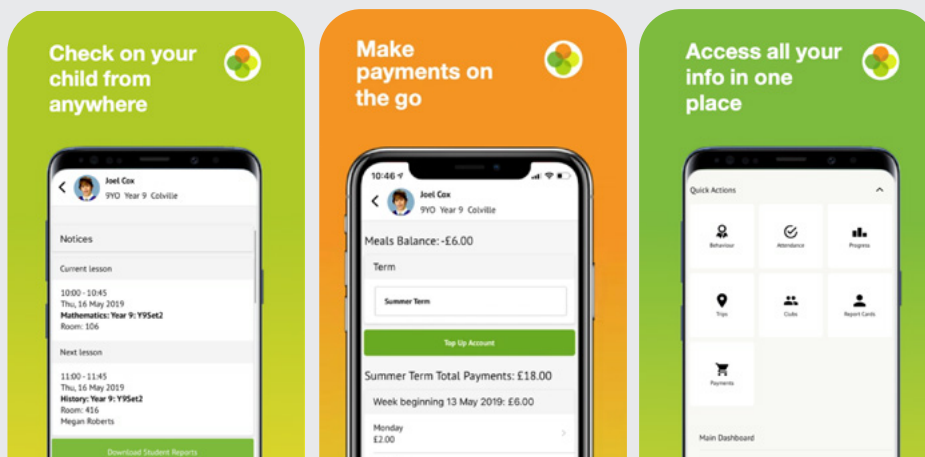 Check on your
child from
anywhere
Joel Cox
9YO Year 9 Colville
Notices
Current lesson
10:00 - 10:45
Thu, 16 May 2019
Mathematics: Year 9: Y9Set2
Room: 106
Next lesson
11:00 - 11:45
Thu, 16 May 2019
History: Year 9: Y9Set2
Room: 416
Megan Roberts
Download Student Reports
Make
payments on
the go
10:46
Joel Cox
9YO Year 9 Colville
Meals Balance: -£6.00
Term
Summer Term
Top Up Account
Summer Term Total Payments: £18.00
Week beginning 13 May 2019: £6.00
Monday
£2.00
Access all your
info in one
place
Quick Actions
Behaviour
Attendance
Progress
Trips
Clubs
Report Cards
Payments
Main Dashboard